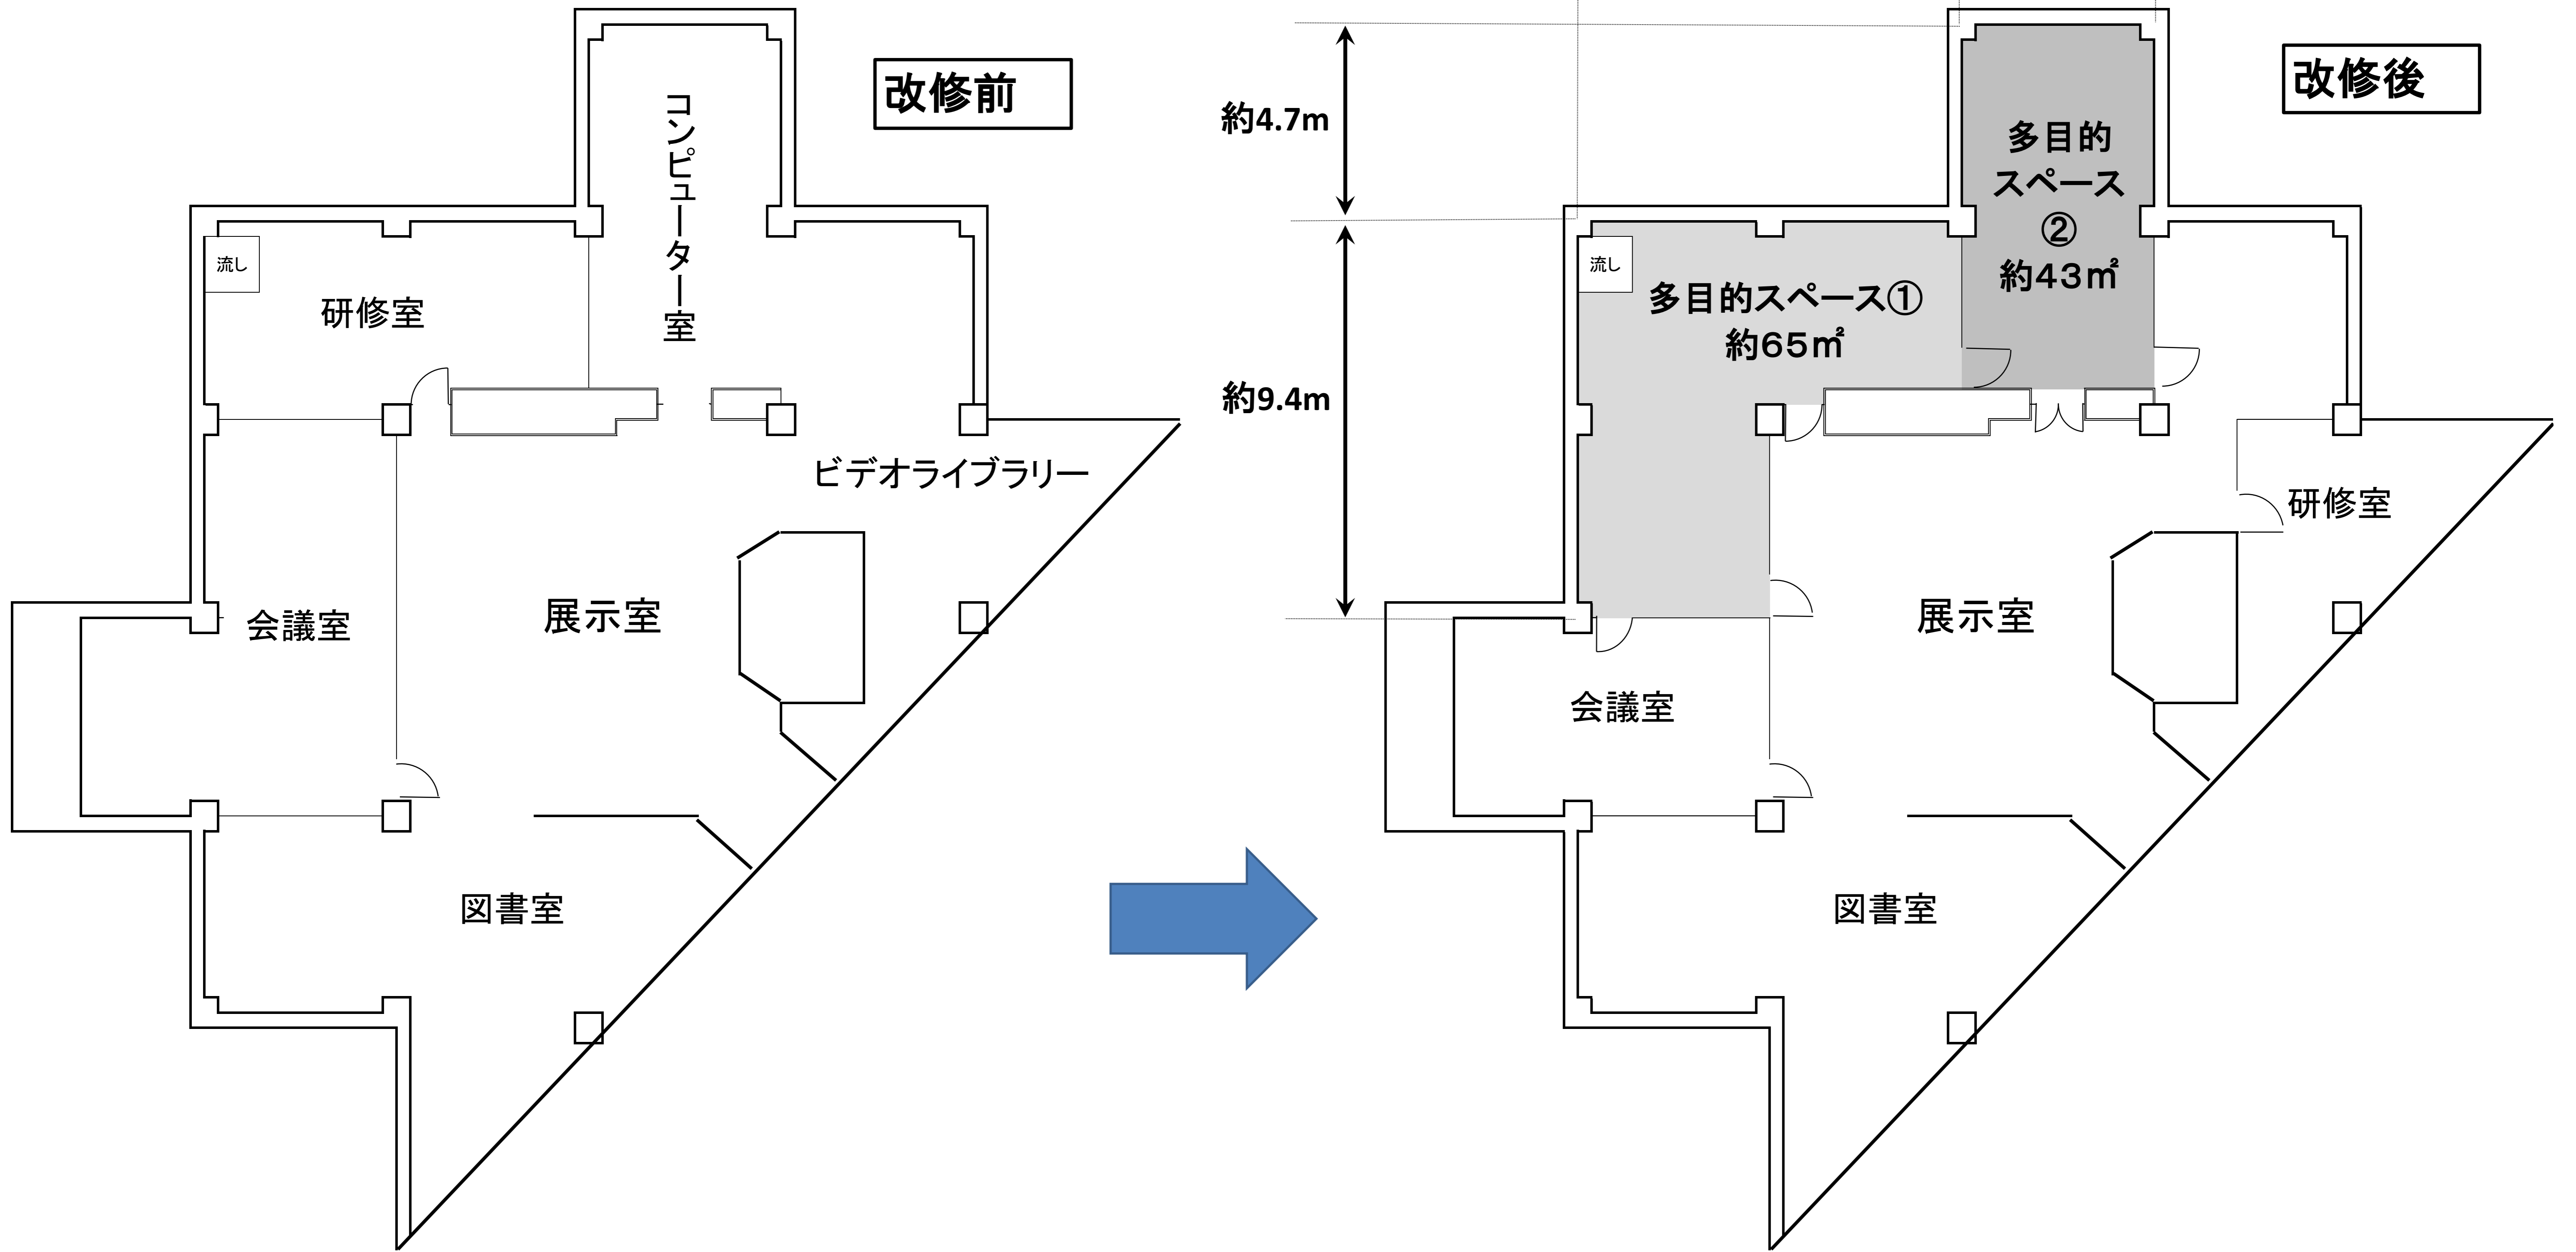 改修前
コンピューター室
流し
研修室
ビデオライブラリー
会議室
展示室
図書室
改修後
約4.7m
約9.4m
多目的
スペース
②
約43㎡
流し
多目的スペース①
約65㎡
研修室
展示室
会議室
図書室